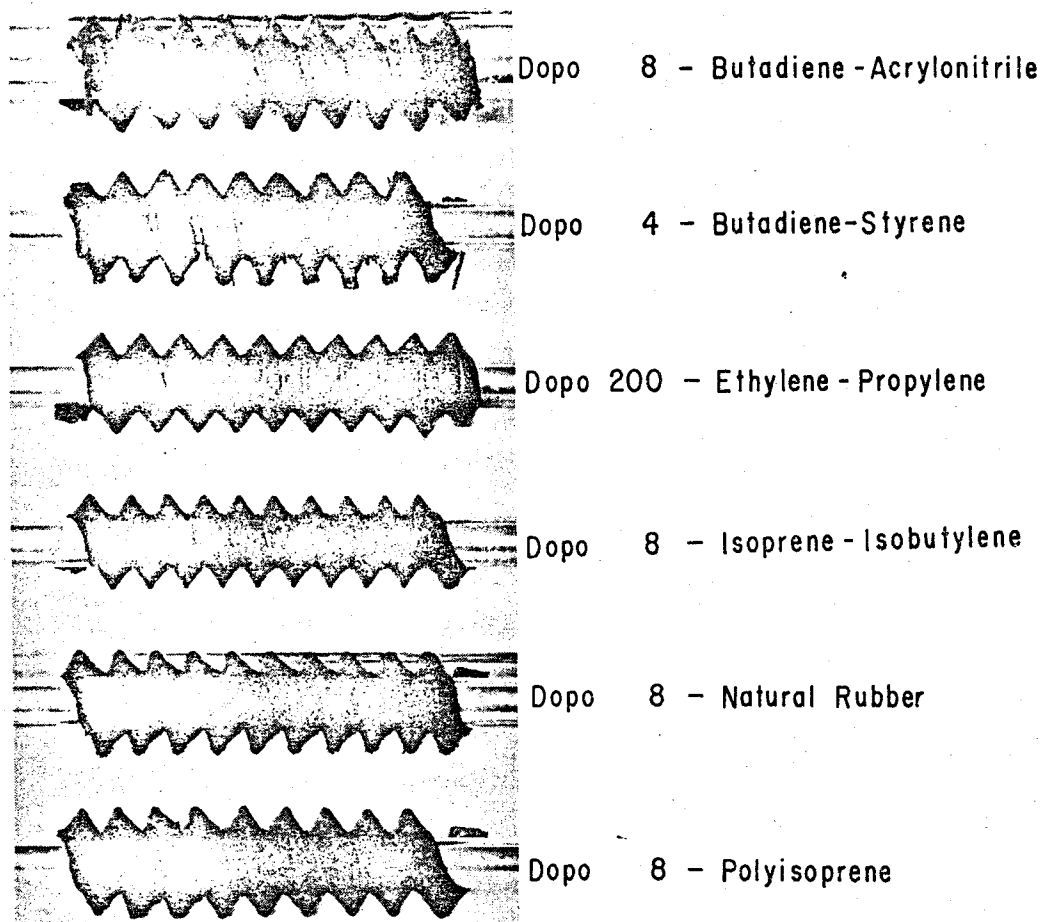 Dopo 8 - Butadiene-Acrylonitrile
Dopo 4 - Butadiene-Styrene
Dopo 200 - Ethylene-Propylene
Dopo 8 - Isoprene-Isobutylene
Dopo 8 - Natural Rubber
Dopo 8 - Polyisoprene